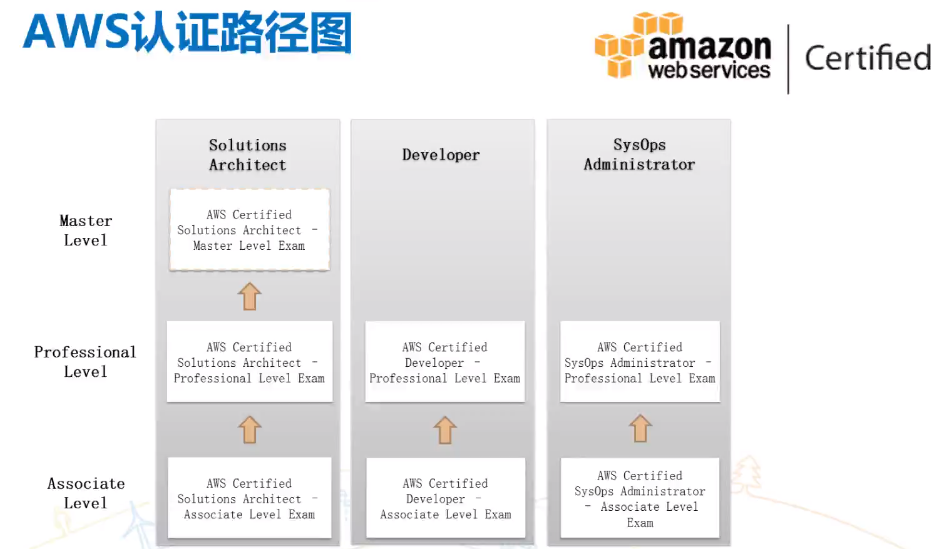 AWS认证路径图
amazon
web services
Certified
Solutions
Architect
Developer
SysOps
Administrator
Master
Level
AWS Certified
Solutions Architect –
Master Level Exam
Professional
Level
AWS Certified
Solutions Architect –
Professional Level Exam
AWS Certified
Developer –
Professional Level Exam
AWS Certified
SysOps Administrator –
Professional Level Exam
Associate
Level
AWS Certified
Solutions Architect –
Associate Level Exam
AWS Certified
Developer –
Associate Level Exam
AWS Certified
SysOps Administrator
– Associate Level
Exam